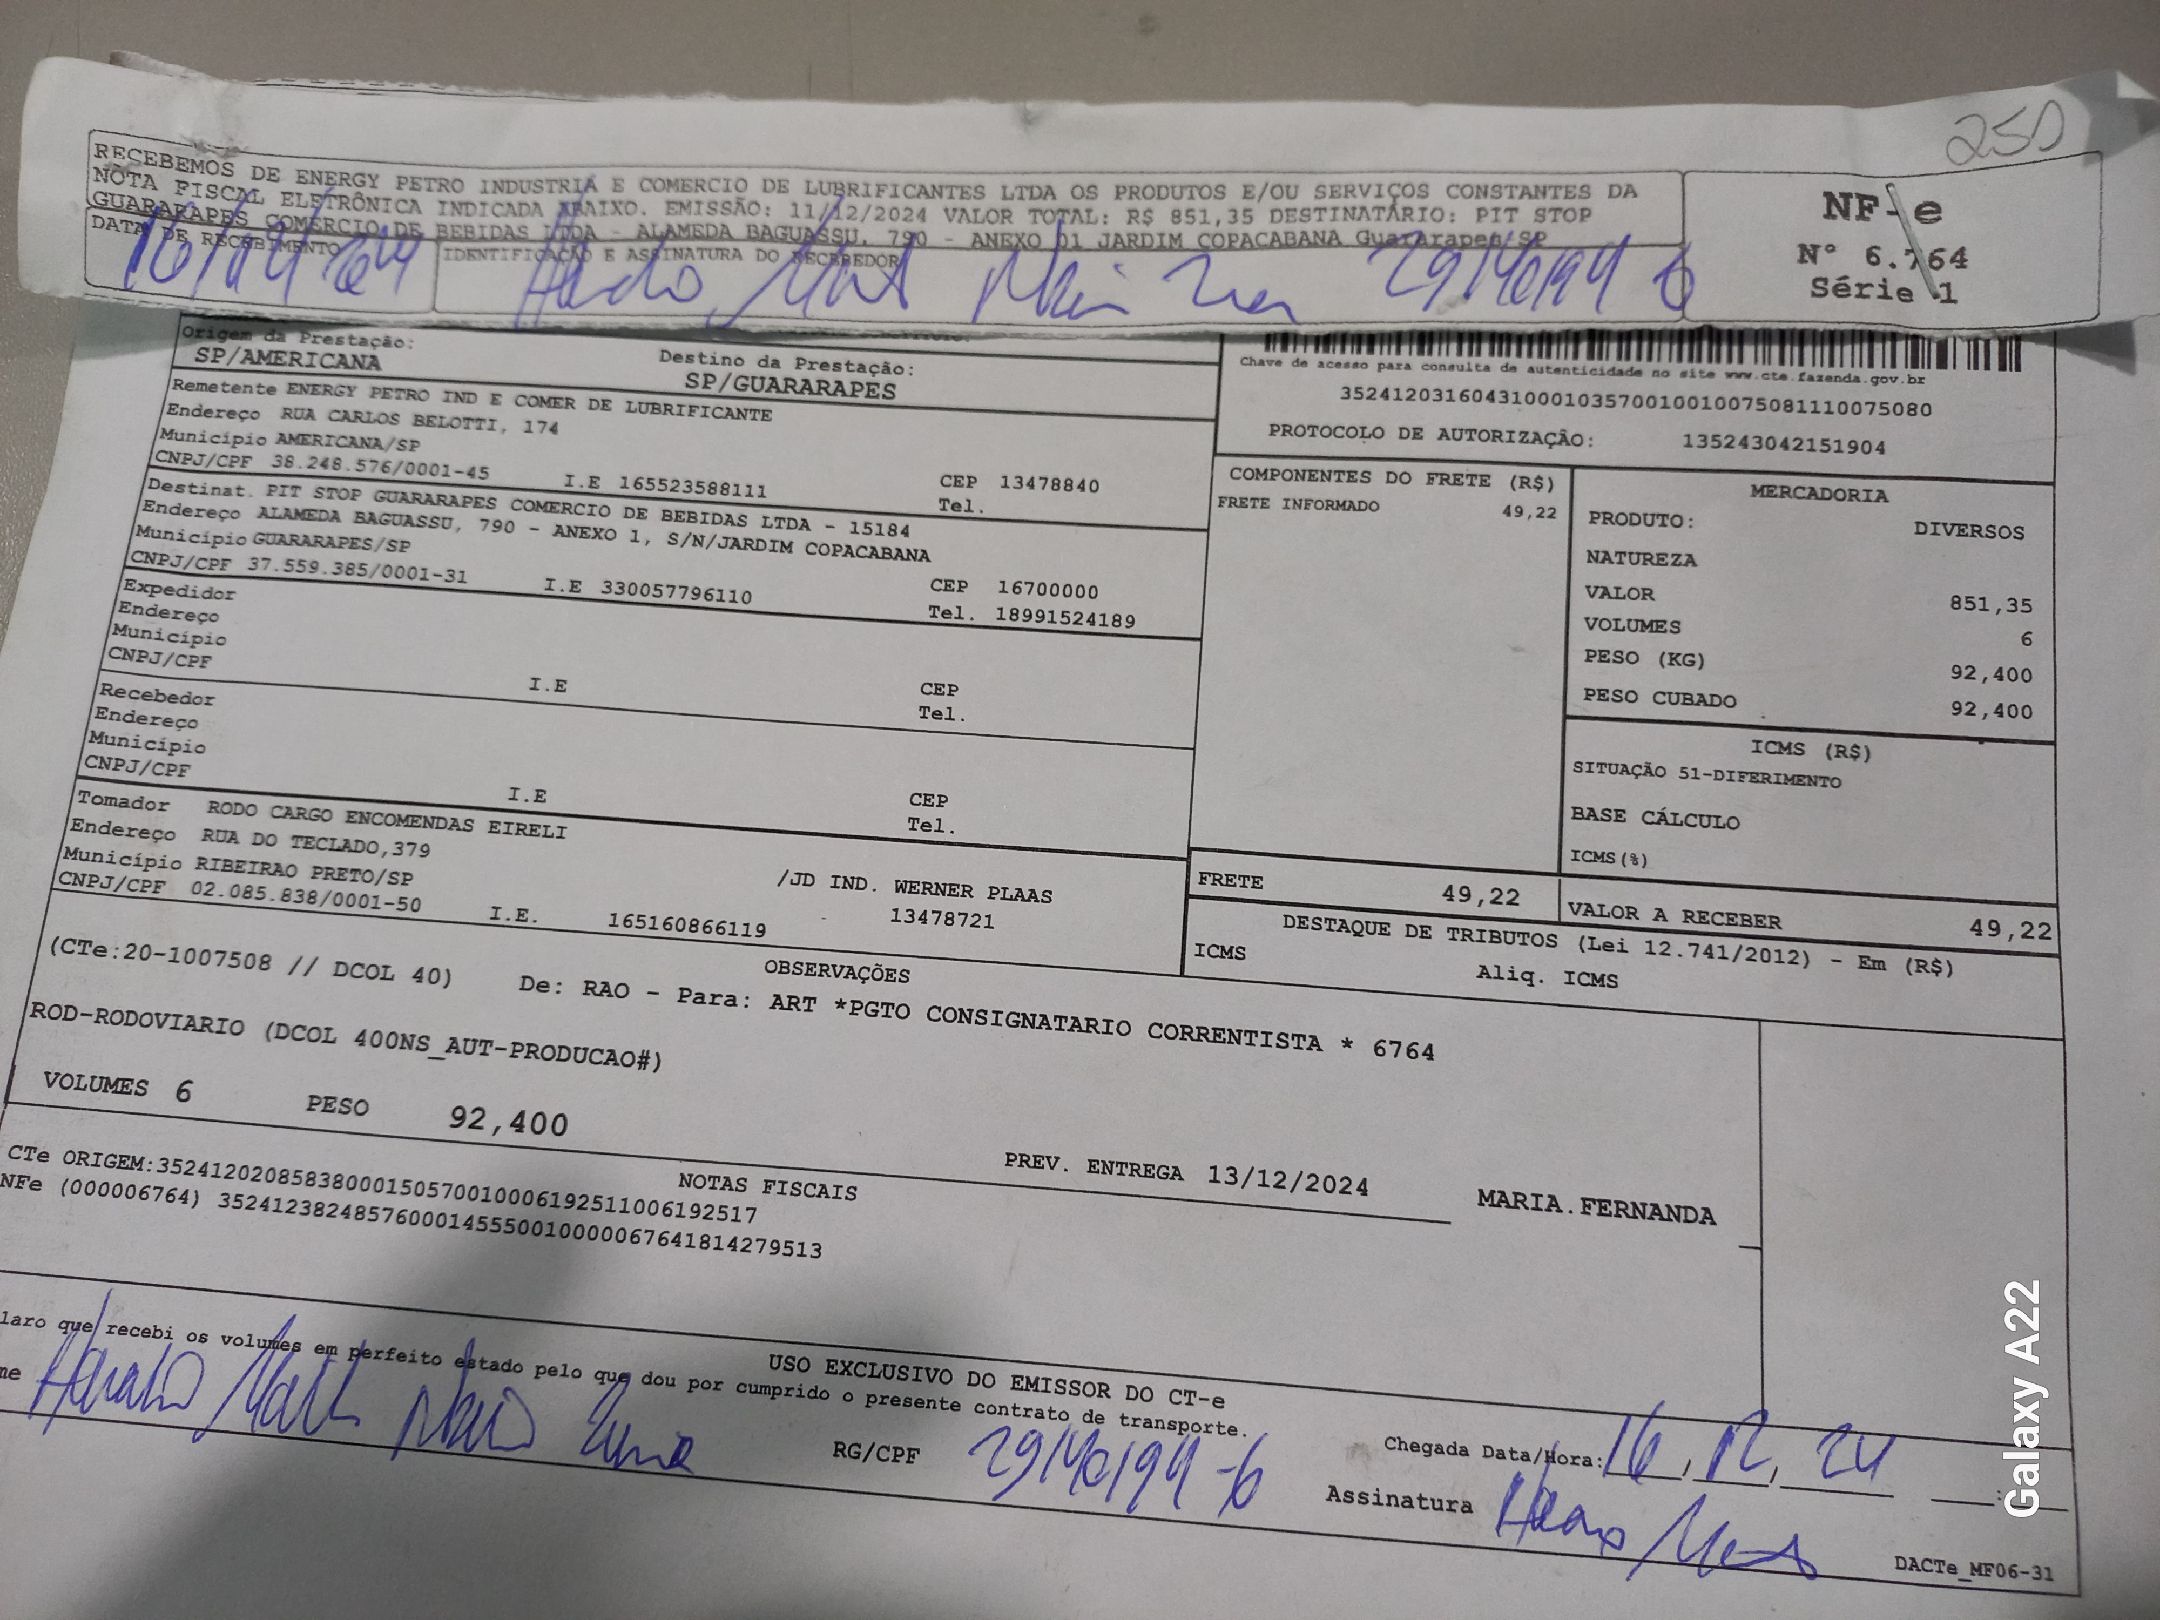 250
RECEBEMOS DE ENERGY PETRO INDUSTRIA E COMERCIO DE LUBRIFICANTES LTDA OS PRODUTOS E/OU SERVIÇOS CONSTANTES DA
NOTA FISCAL ELETRÔNICA INDICADA ABAIXO. EMISSÃO: 11/12/2024 VALOR TOTAL: R$ 851,35 DESTINATÁRIO: PIT STOP
GUARARAPES COMERCIO DE BEBIDAS LTDA - ALAMEDA BAGUASSU, 790 - ANEXO 01 JARDIM COPACABANA Guararapes/SP
DATA DE RECEBIMENTO
IDENTIFICAÇÃO E ASSINATURA DO RECEBEDOR
16/12/24
NF-e
Nº 6.764
Série 1
Origem da Prestação:
SP/AMERICANA
Destino da Prestação:
SP/GUARARAPES
Remetente ENERGY PETRO IND E COMER DE LUBRIFICANTE
Endereço RUA CARLOS BELOTTI, 174
Município AMERICANA/SP
CNPJ/CPF 38.248.576/0001-45 I.E 165523588111 CEP 13478840
Tel.
Destinat. PIT STOP GUARARAPES COMERCIO DE BEBIDAS LTDA - 15184
Endereço ALAMEDA BAGUASSU, 790 - ANEXO 1, S/N/JARDIM COPACABANA
Município GUARARAPES/SP
CNPJ/CPF 37.559.385/0001-31 I.E 330057796110 CEP 16700000
Tel. 18991524189
Expedidor
Endereço
Município
CNPJ/CPF
I.E CEP
Tel.
Recebedor
Endereço
Município
CNPJ/CPF
I.E CEP
Tel.
Tomador RODO CARGO ENCOMENDAS EIRELI
Endereço RUA DO TECLADO,379
Município RIBEIRAO PRETO/SP /JD IND. WERNER PLAAS
CNPJ/CPF 02.085.838/0001-50 I.E. 165160866119 - 13478721
Chave de acesso para consulta de autenticidade no site www.cte.fazenda.gov.br
35241203160431000103570010010075081110075080
PROTOCOLO DE AUTORIZAÇÃO: 135243042151904
COMPONENTES DO FRETE (R$)
FRETE INFORMADO 49,22
MERCADORIA
PRODUTO: DIVERSOS
NATUREZA
VALOR 851,35
VOLUMES 6
PESO (KG) 92,400
PESO CUBADO 92,400
ICMS (R$)
SITUAÇÃO 51-DIFERIMENTO
BASE CÁLCULO
ICMS(%)
FRETE 49,22
VALOR A RECEBER 49,22
DESTAQUE DE TRIBUTOS (Lei 12.741/2012) - Em (R$)
ICMS Aliq. ICMS
OBSERVAÇÕES
(CTe:20-1007508 // DCOL 40) De: RAO - Para: ART *PGTO CONSIGNATARIO CORRENTISTA * 6764
ROD-RODOVIARIO (DCOL 400NS_AUT-PRODUCAO#)
VOLUMES 6 PESO 92,400
PREV. ENTREGA 13/12/2024 MARIA.FERNANDA
NOTAS FISCAIS
CTe ORIGEM:35241202085838000150570010006192511006192517
NFe (000006764) 35241238248576000145550010000067641814279513
USO EXCLUSIVO DO EMISSOR DO CT-e
laro que recebi os volumes em perfeito estado pelo que dou por cumprido o presente contrato de transporte.
me
RG/CPF
Chegada Data/Hora: 16, 12, 24
Assinatura
DACTe_MF06-31
Galaxy A22